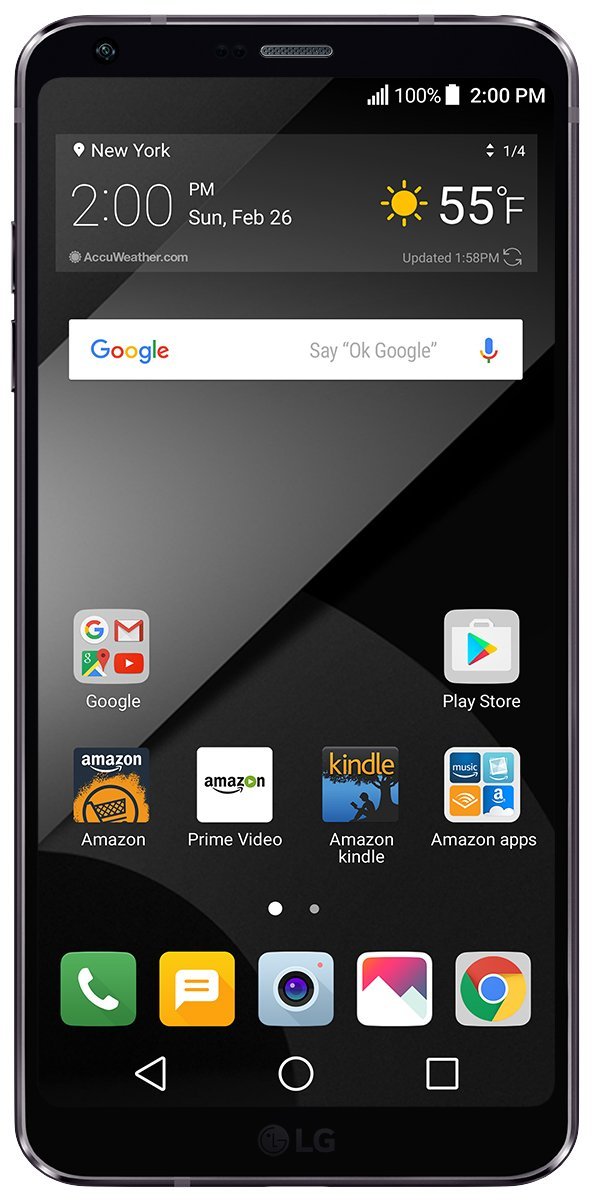 100% 2:00 PM
New York 1/4
2:00 PM
Sun, Feb 26
55°F
AccuWeather.com Updated 1:58PM
Google Say “Ok Google”
G
Google
Play Store
amazon
Amazon
amazon
Prime Video
kindle
Amazon
kindle
music
a
Amazon apps
LG